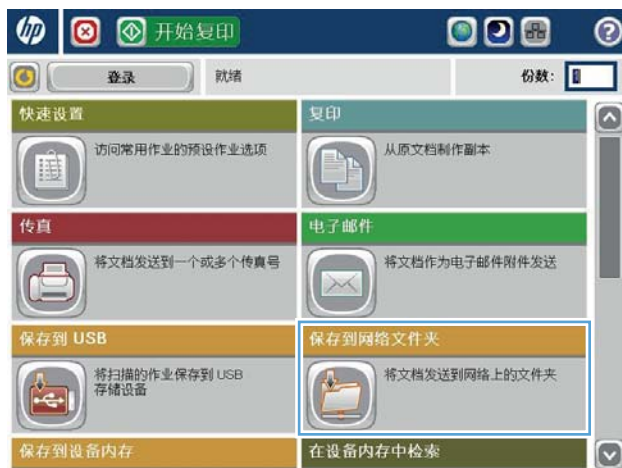 hp
开始复印
?
登录
就绪
份数:
快速设置
访问常用作业的预设作业选项
复印
从原文档制作副本
传真
将文档发送到一个或多个传真号
电子邮件
将文档作为电子邮件附件发送
保存到 USB
将扫描的作业保存到 USB
存储设备
保存到网络文件夹
将文档发送到网络上的文件夹
保存到设备内存
在设备内存中检索